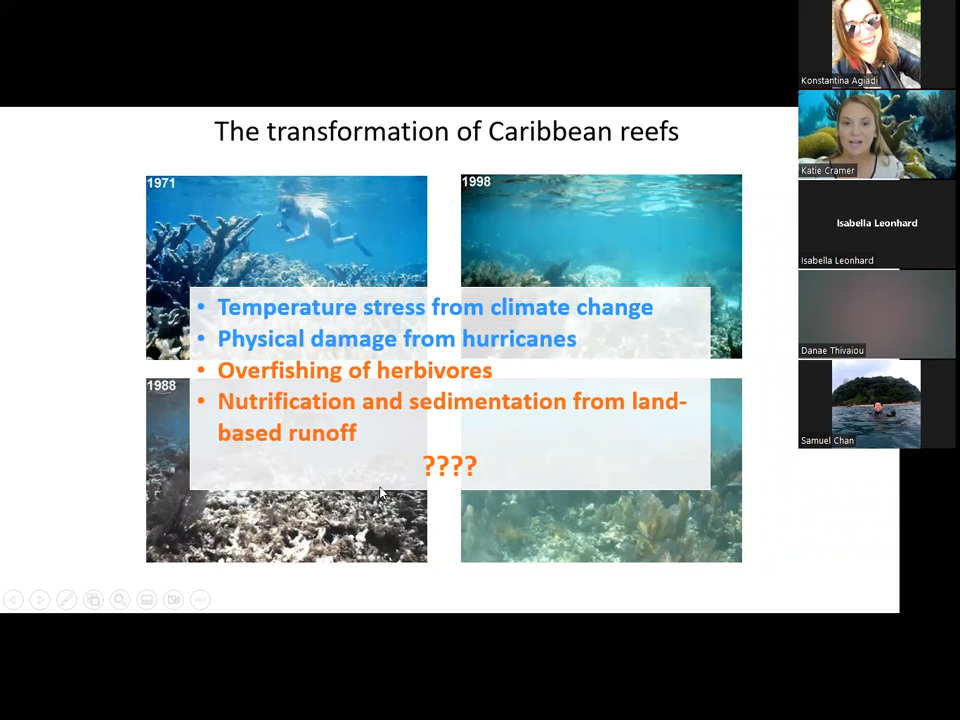 The transformation of Caribbean reefs
1971
1998
• Temperature stress from climate change
• Physical damage from hurricanes
• Overfishing of herbivores
• Nutrification and sedimentation from land-
based runoff
????
1988
Konstantina Agiadi
Katie Cramer
Isabella Leonhard
Isabella Leonhard
Danae Thivaiou
Samuel Chan